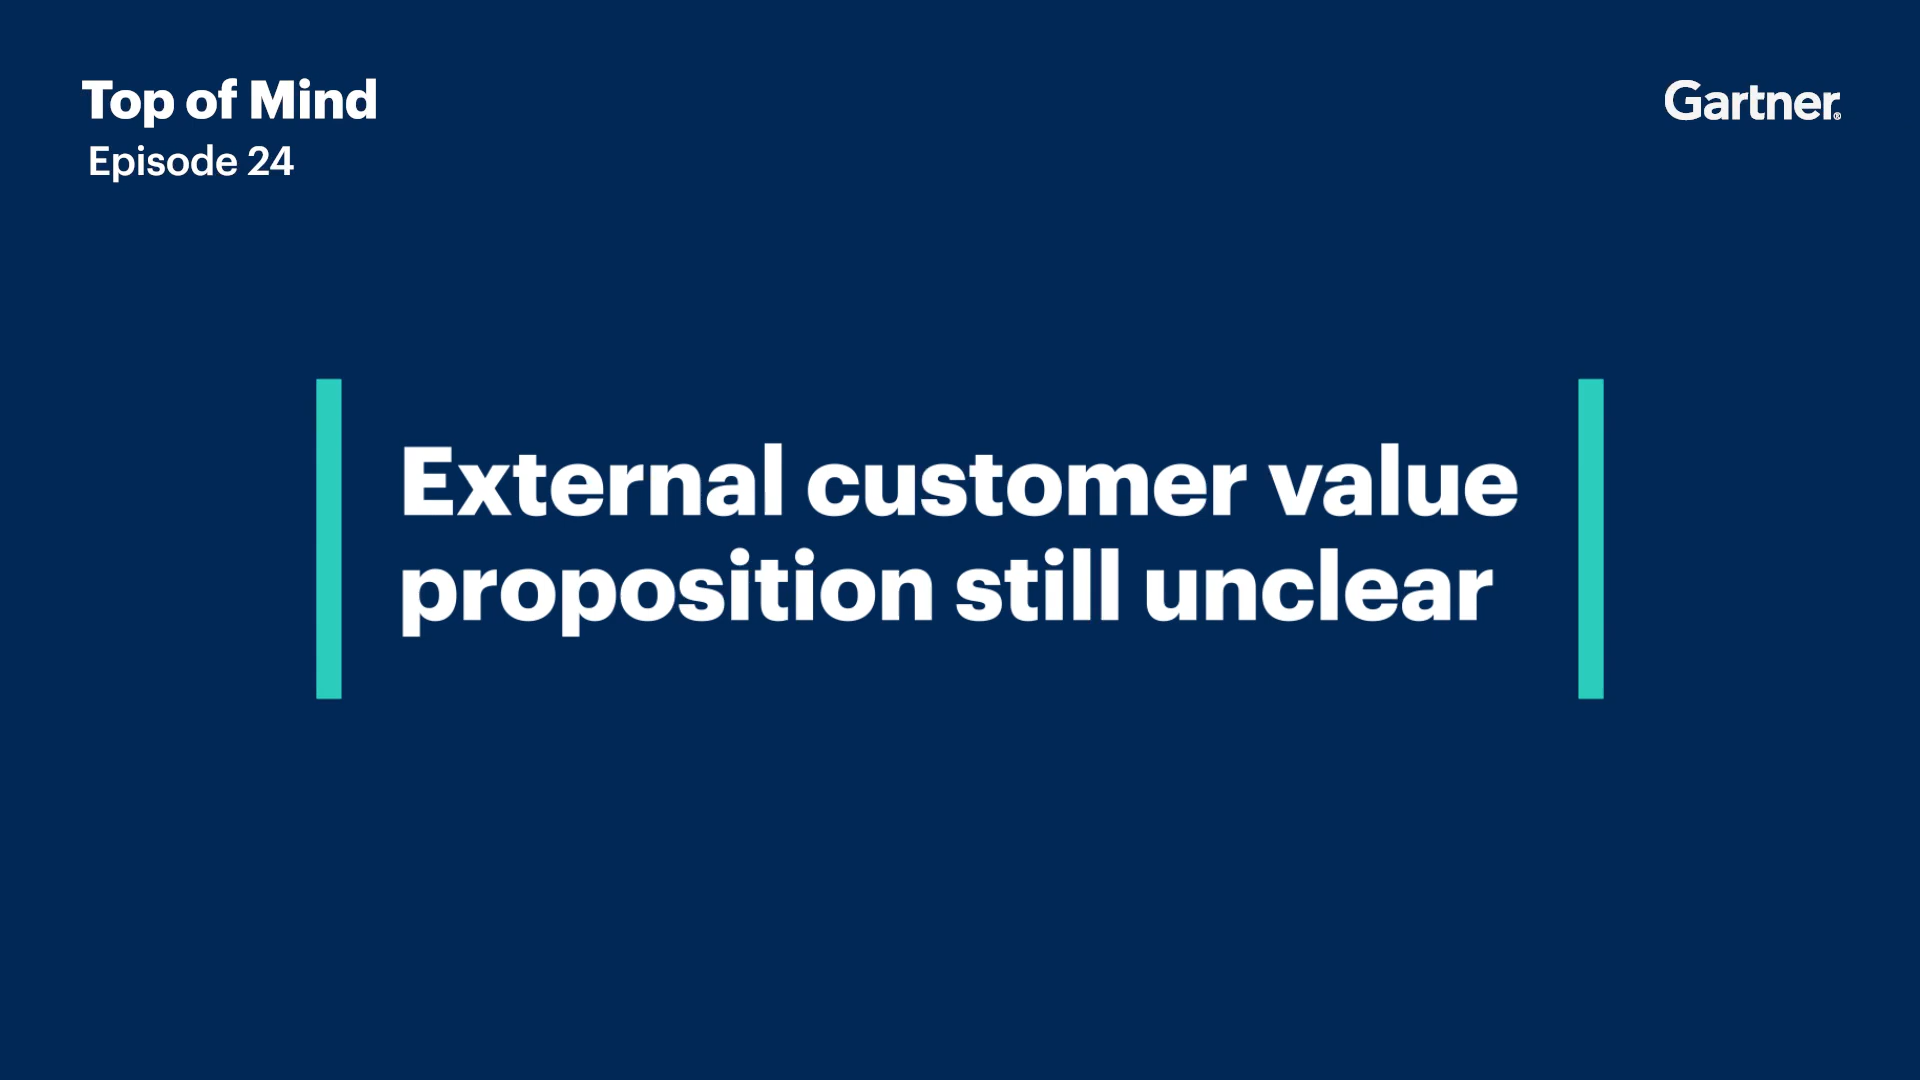 Top of Mind
Episode 24
Gartner®
External customer value
proposition still unclear